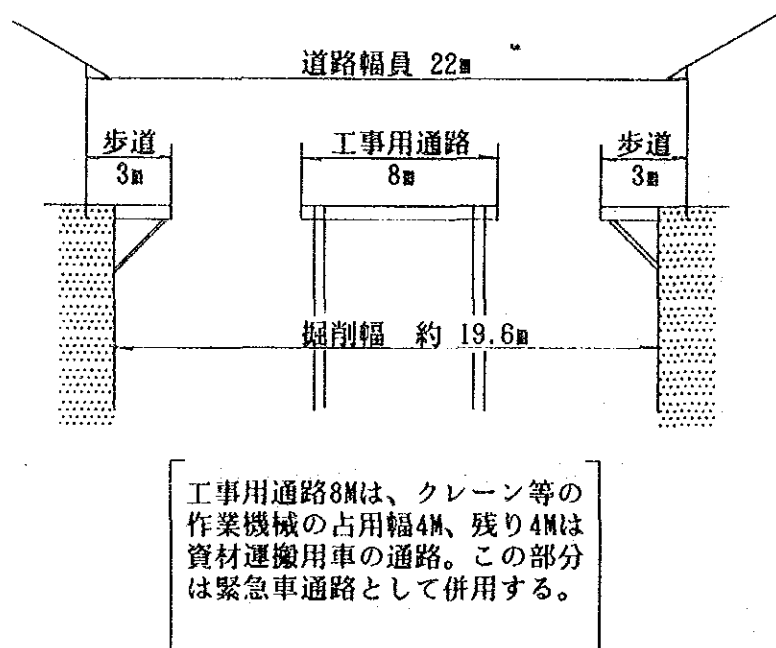 道路幅員 22m
歩道
工事用通路
歩道
3m
8m
3m
掘削幅 約 19.6m
工事用通路8Mは、クレーン等の
作業機械の占用幅4M、残り4Mは
資材運搬用車の通路。この部分
は緊急車通路として併用する。